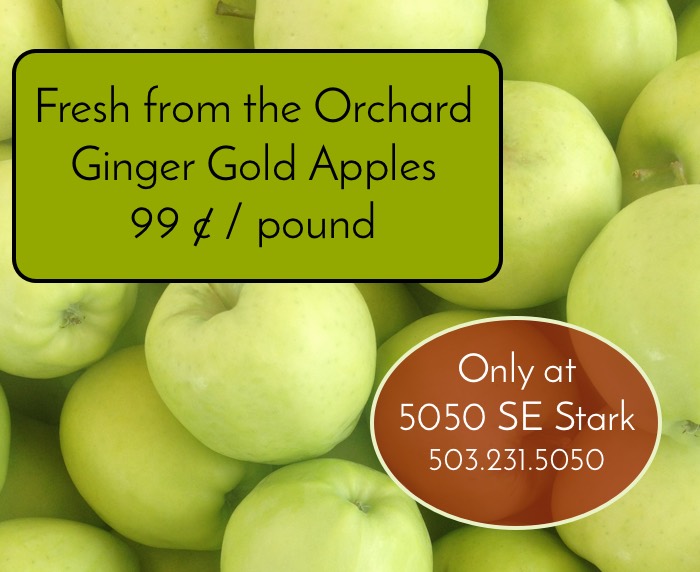 Fresh from the Orchard
Ginger Gold Apples
99 ¢ / pound
Only at
5050 SE Stark
503.231.5050